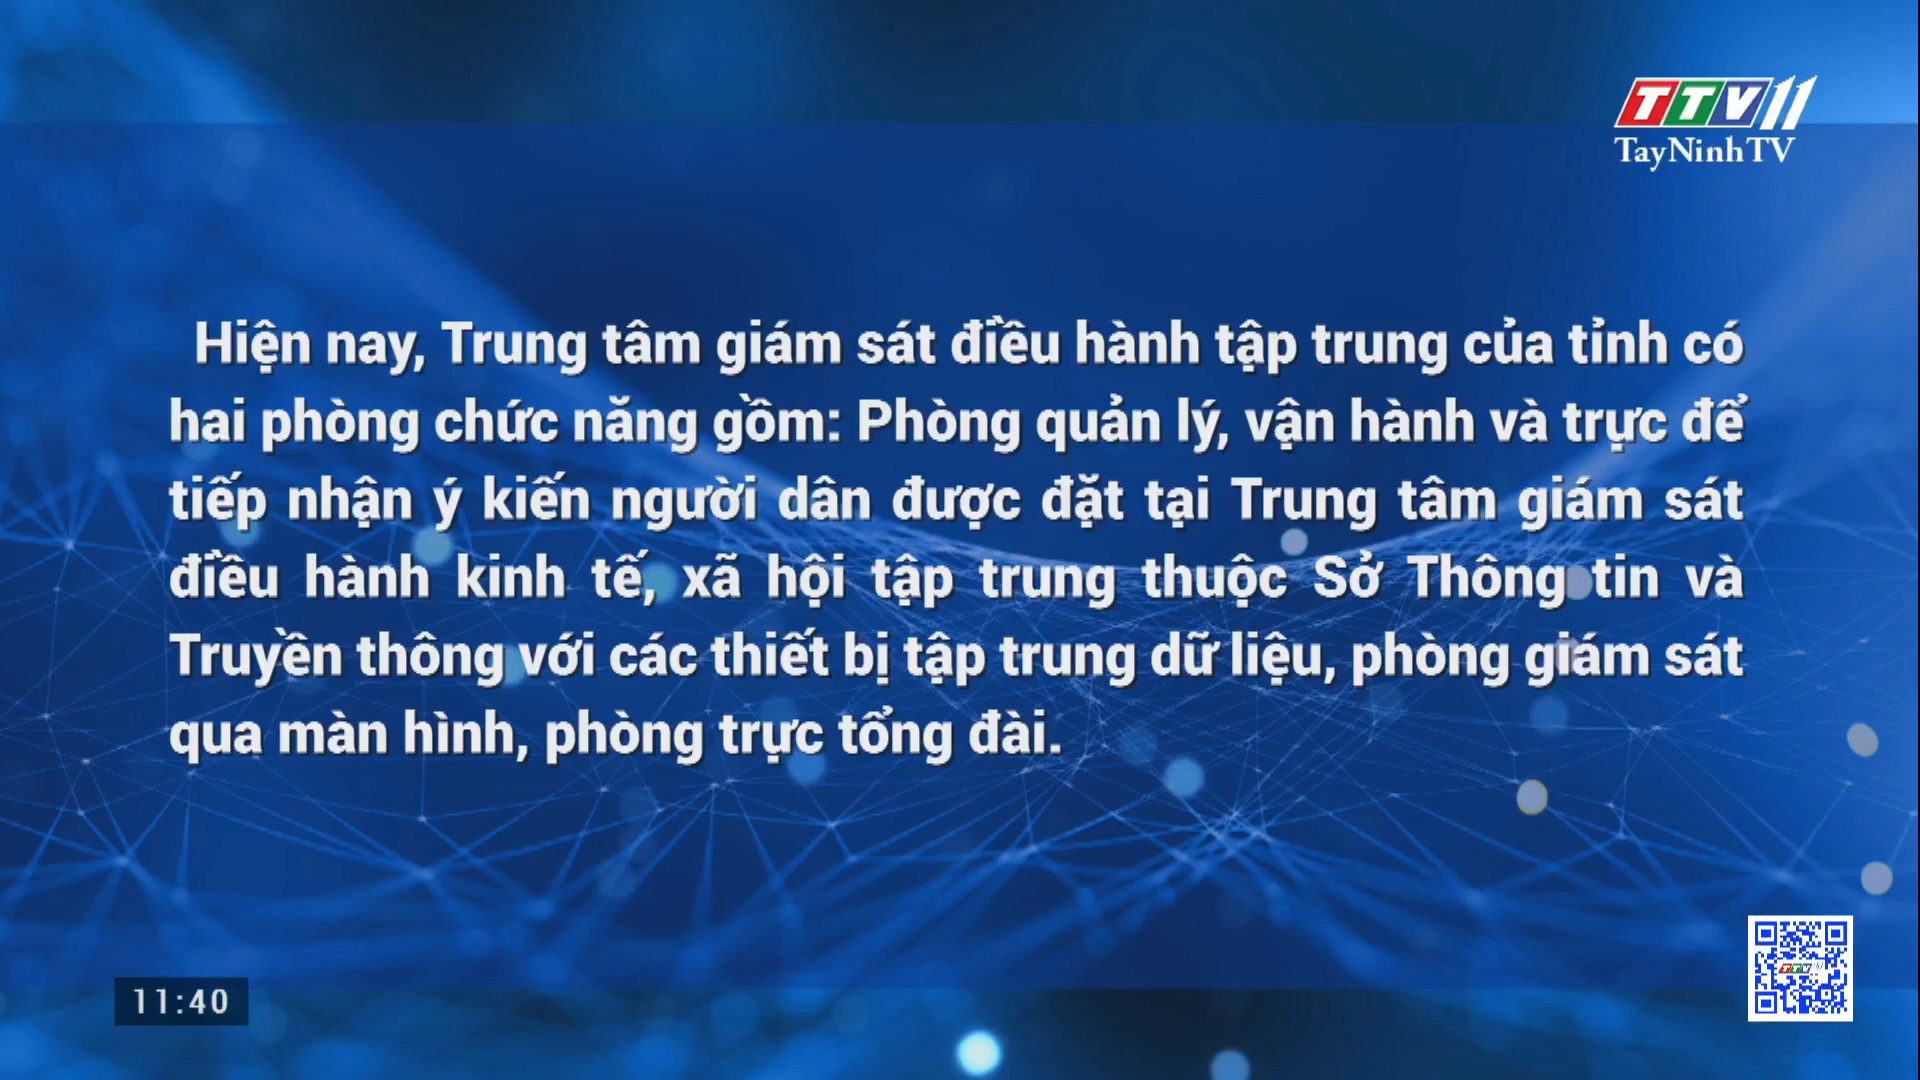 TTV11
TayNinhTV
Hiện nay, Trung tâm giám sát điều hành tập trung của tỉnh có
hai phòng chức năng gồm: Phòng quản lý, vận hành và trực để
tiếp nhận ý kiến người dân được đặt tại Trung tâm giám sát
điều hành kinh tế, xã hội tập trung thuộc Sở Thông tin và
Truyền thông với các thiết bị tập trung dữ liệu, phòng giám sát
qua màn hình, phòng trực tổng đài.
TTV11
11:40